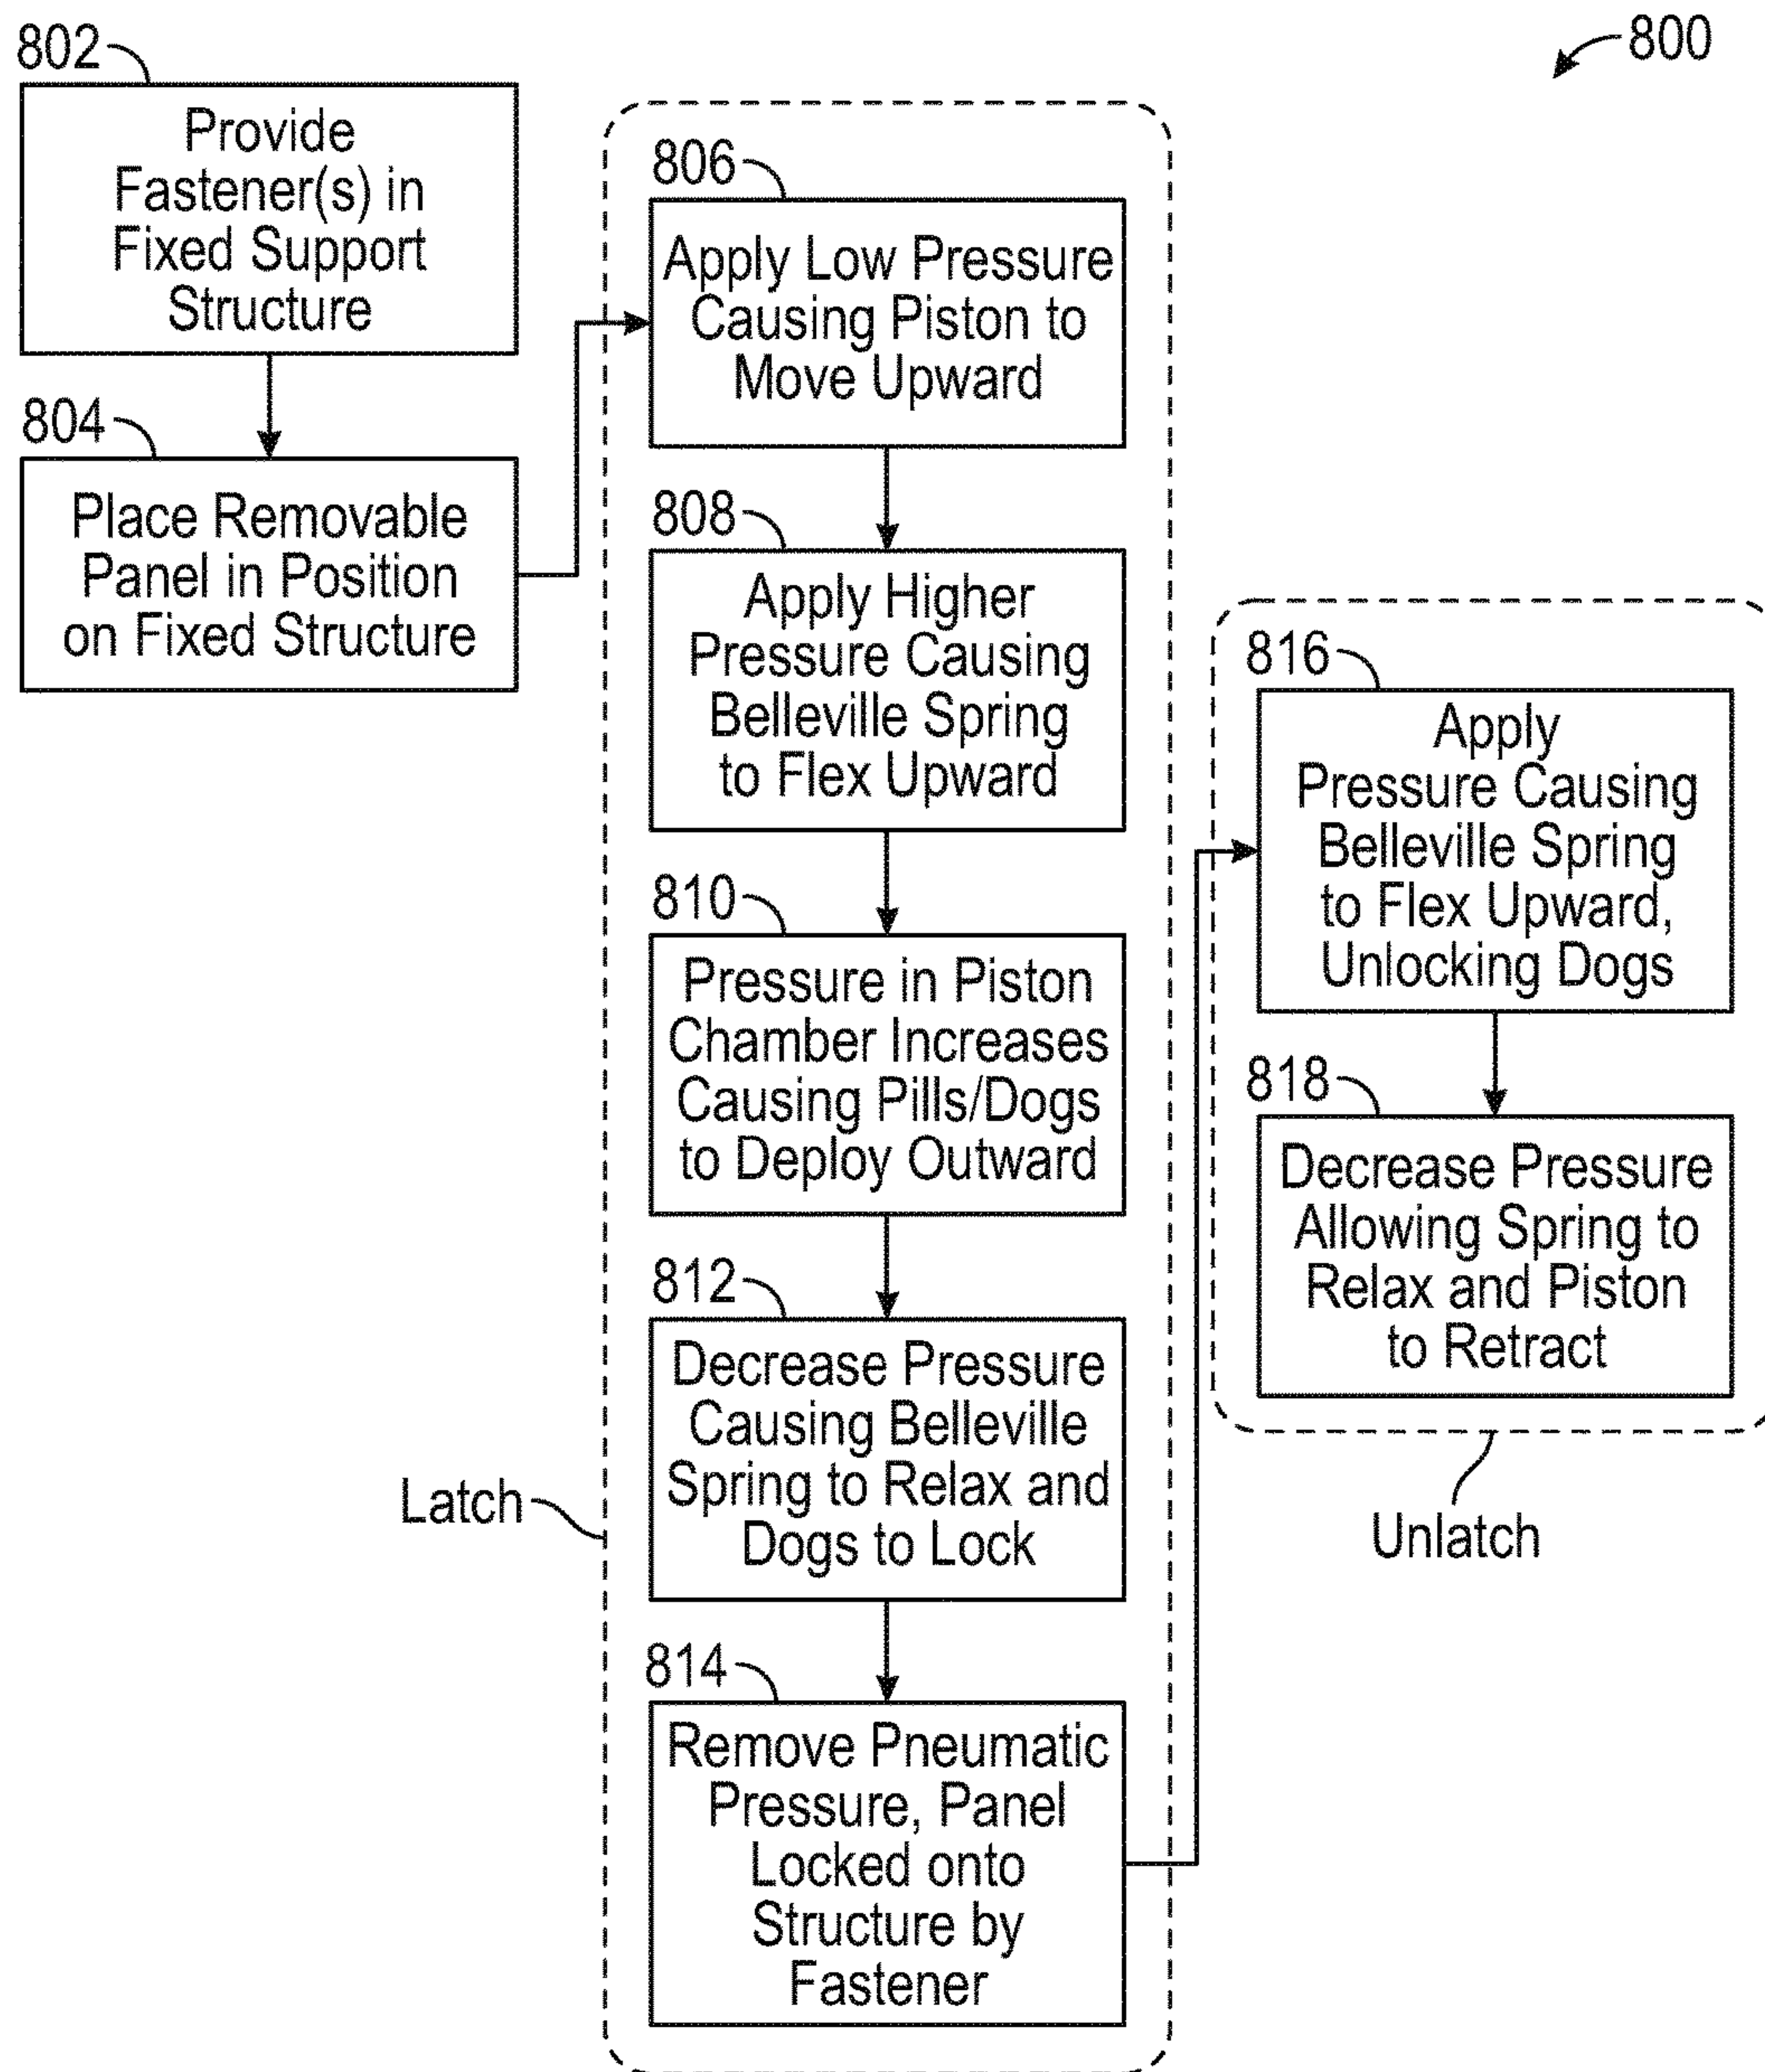 800
802
Provide
Fastener(s) in
Fixed Support
Structure
804
Place Removable
Panel in Position
on Fixed Structure
806
Apply Low Pressure
Causing Piston to
Move Upward
808
Apply Higher
Pressure Causing
Belleville Spring
to Flex Upward
810
Pressure in Piston
Chamber Increases
Causing Pills/Dogs
to Deploy Outward
812
Decrease Pressure
Causing Belleville
Spring to Relax and
Dogs to Lock
814
Remove Pneumatic
Pressure, Panel
Locked onto
Structure by
Fastener
Latch
816
Apply
Pressure Causing
Belleville Spring
to Flex Upward,
Unlocking Dogs
818
Decrease Pressure
Allowing Spring to
Relax and Piston
to Retract
Unlatch